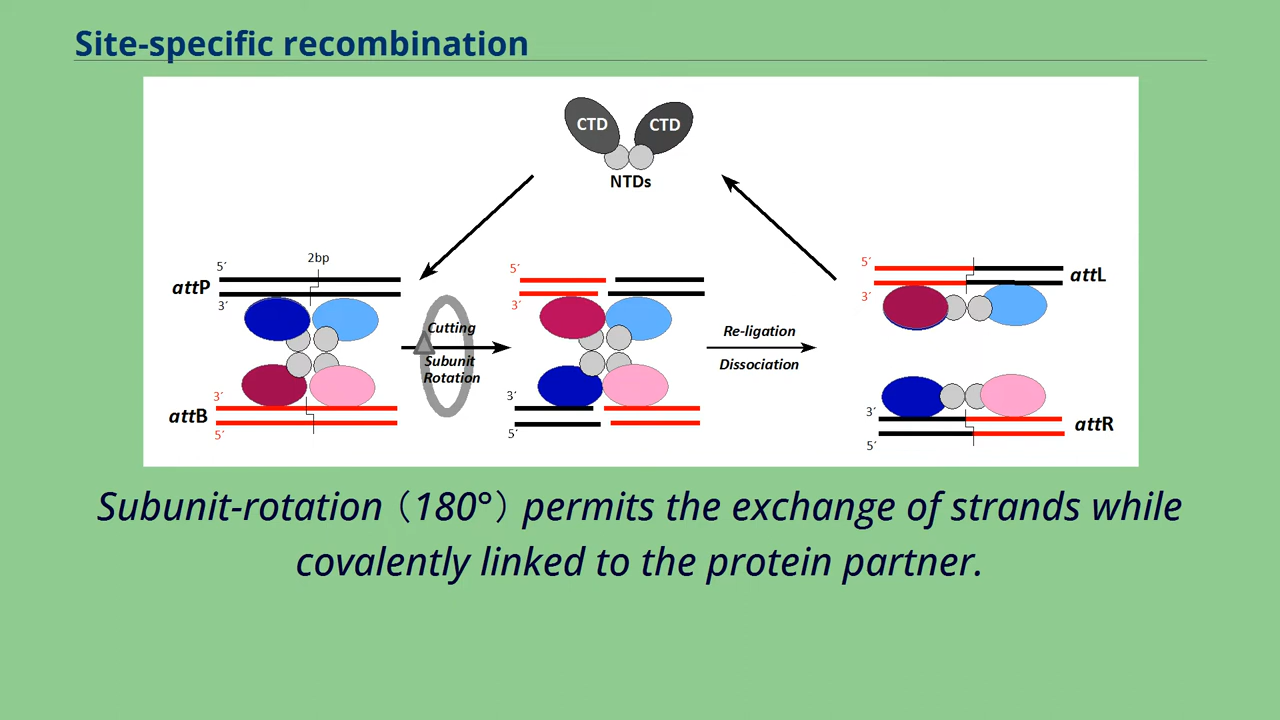 Site-specific recombination
CTD
CTD
NTDs
5´
2bp
attP
3´
3´
attB
5´
Cutting
Subunit
Rotation
5´
3´
3´
5´
Re-ligation
Dissociation
5´
attL
3´
3´
attR
5´
Subunit-rotation（180°）permits the exchange of strands while
covalently linked to the protein partner.